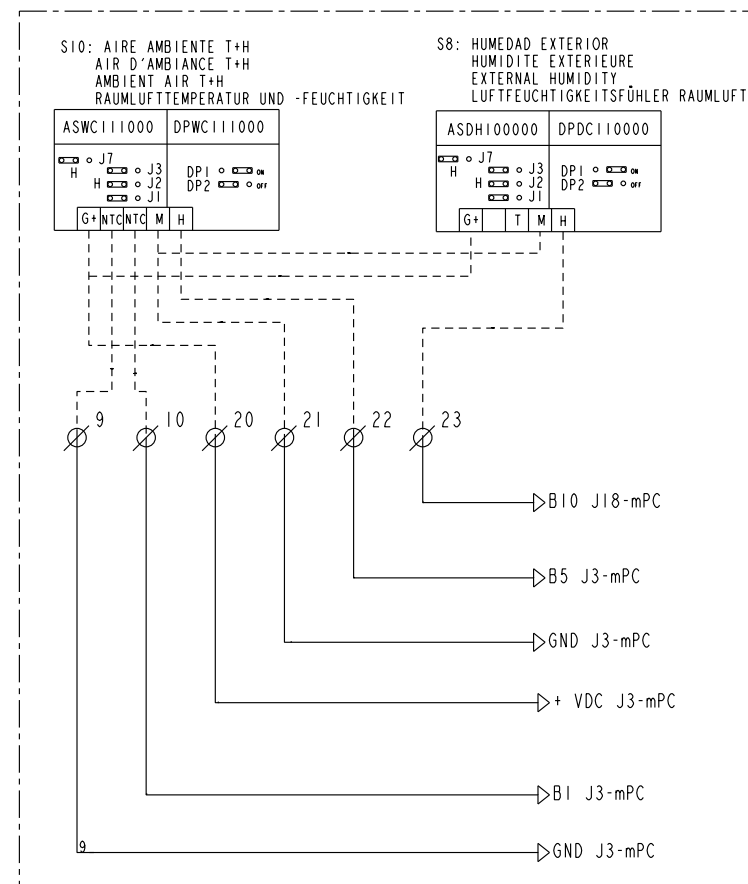 S10: AIRE AMBIENTE T+H
AIR D'AMBIANCE T+H
AMBIENT AIR T+H
RAUMLUFTTEMPERATUR UND -FEUCHTIGKEIT
S8: HUMEDAD EXTERIOR
HUMIDITE EXTERIEURE
EXTERNAL HUMIDITY
LUFTFEUCHTIGKEITSFÜHLER RAUMLUFT
ASWC111000 DPWC111000
J7
H
J3
H J2
J1
DP1 ON
DP2 OFF
G+ NTC NTC M H
ASDH100000 DPDC110000
J7
H
J3
H J2
J1
DP1 ON
DP2 OFF
G+ T M H
9 10 20 21 22 23
B10 J18-mPC
B5 J3-mPC
GND J3-mPC
+ VDC J3-mPC
B1 J3-mPC
9
GND J3-mPC